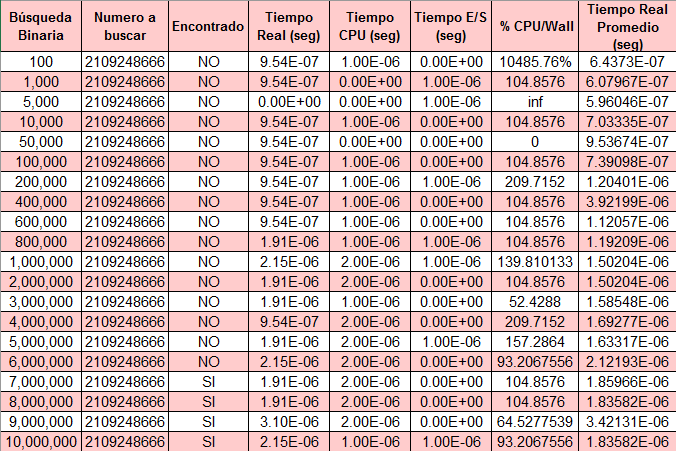 Búsqueda Binaria | Numero a buscar | Encontrado | Tiempo Real (seg) | Tiempo CPU (seg) | Tiempo E/S (seg) | % CPU/Wall | Tiempo Real Promedio (seg)
100 2109248666 NO 9.54E-07 1.00E-06 0.00E+00 10485.76% 6.4373E-07
1,000 2109248666 NO 9.54E-07 0.00E+00 1.00E-06 104.8576 6.07967E-07
5,000 2109248666 NO 0.00E+00 0.00E+00 1.00E-06 inf 5.96046E-07
10,000 2109248666 NO 9.54E-07 1.00E-06 0.00E+00 104.8576 7.03335E-07
50,000 2109248666 NO 9.54E-07 0.00E+00 0.00E+00 0 9.53674E-07
100,000 2109248666 NO 9.54E-07 1.00E-06 0.00E+00 104.8576 7.39098E-07
200,000 2109248666 NO 9.54E-07 1.00E-06 1.00E-06 209.7152 1.20401E-06
400,000 2109248666 NO 9.54E-07 1.00E-06 0.00E+00 104.8576 3.92199E-06
600,000 2109248666 NO 9.54E-07 1.00E-06 0.00E+00 104.8576 1.12057E-06
800,000 2109248666 NO 1.91E-06 1.00E-06 1.00E-06 104.8576 1.19209E-06
1,000,000 2109248666 NO 2.15E-06 2.00E-06 1.00E-06 139.810133 1.50204E-06
2,000,000 2109248666 NO 1.91E-06 2.00E-06 0.00E+00 104.8576 1.50204E-06
3,000,000 2109248666 NO 1.91E-06 1.00E-06 0.00E+00 52.4288 1.58548E-06
4,000,000 2109248666 NO 9.54E-07 2.00E-06 0.00E+00 209.7152 1.69277E-06
5,000,000 2109248666 NO 1.91E-06 2.00E-06 1.00E-06 157.2864 1.63317E-06
6,000,000 2109248666 NO 2.15E-06 2.00E-06 0.00E+00 93.2067556 2.12193E-06
7,000,000 2109248666 SI 1.91E-06 2.00E-06 0.00E+00 104.8576 1.85966E-06
8,000,000 2109248666 SI 1.91E-06 2.00E-06 0.00E+00 104.8576 1.83582E-06
9,000,000 2109248666 SI 3.10E-06 2.00E-06 0.00E+00 64.5277539 3.42131E-06
10,000,000 2109248666 SI 2.15E-06 1.00E-06 1.00E-06 93.2067556 1.83582E-06